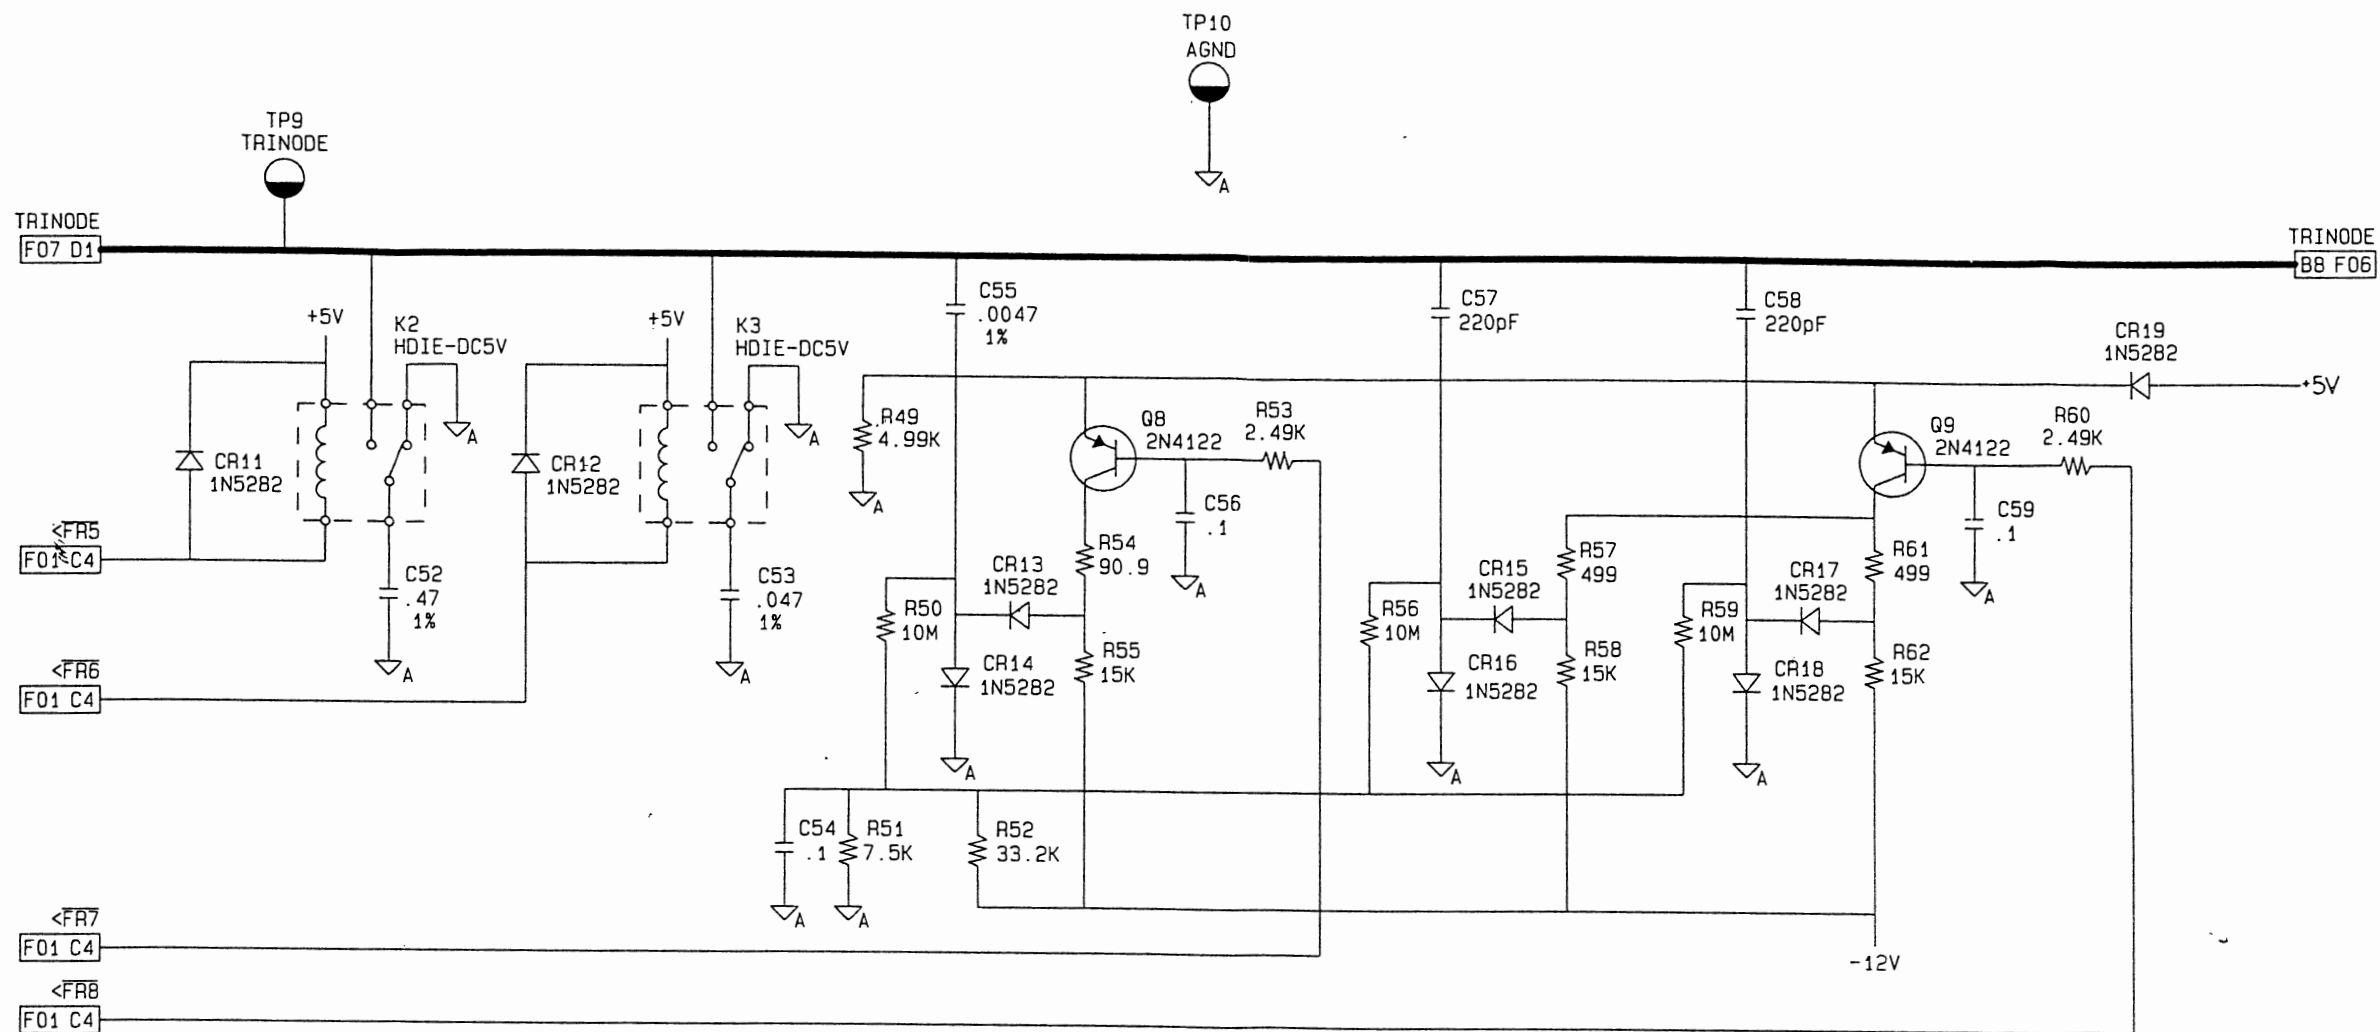 TP10
AGND
A
TP9
TRINODE
TRINODE
F07 D1
TRINODE
B8 F06
+5V
K2
HDIE-DC5V
A
CR11
1N5282
+5V
K3
HDIE-DC5V
A
CR12
1N5282
C55
.0047
1%
C57
220pF
C58
220pF
CR19
1N5282
+5V
R49
4.99K
A
Q8
2N4122
R53
2.49K
C56
.1
A
Q9
2N4122
R60
2.49K
C59
.1
A
<FR5
F01 C4
C52
.47
1%
A
C53
.047
1%
A
R50
10M
CR13
1N5282
R54
90.9
CR14
1N5282
A
R55
15K
R56
10M
CR15
1N5282
R57
499
CR16
1N5282
A
R58
15K
R59
10M
CR17
1N5282
R61
499
CR18
1N5282
A
R62
15K
<FR6
F01 C4
C54
.1
A
R51
7.5K
A
R52
33.2K
-12V
<FR7
F01 C4
<FR8
F01 C4